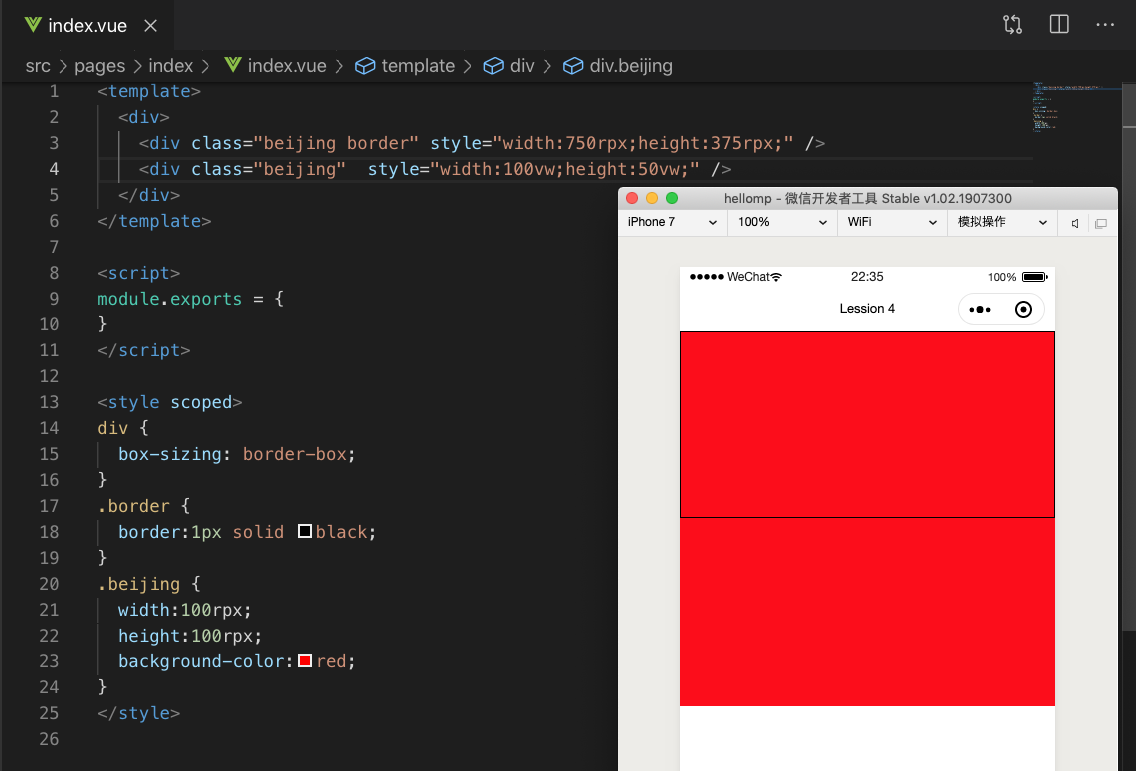 index.vue
src > pages > index > index.vue > template > div > div.beijing
1 <template>
2 <div>
3 <div class="beijing border" style="width:750rpx;height:375rpx;" />
4 <div class="beijing"  style="width:100vw;height:50vw;" />
5 </div>
6 </template>
7
8 <script>
9 module.exports = {
10 }
11 </script>
12
13 <style scoped>
14 div {
15 box-sizing: border-box;
16 }
17 .border {
18 border:1px solid black;
19 }
20 .beijing {
21 width:100rpx;
22 height:100rpx;
23 background-color:red;
24 }
25 </style>
26
hellomp - 微信开发者工具 Stable v1.02.1907300
iPhone 7 100% WiFi 模拟操作
WeChat 22:35 100%
Lession 4